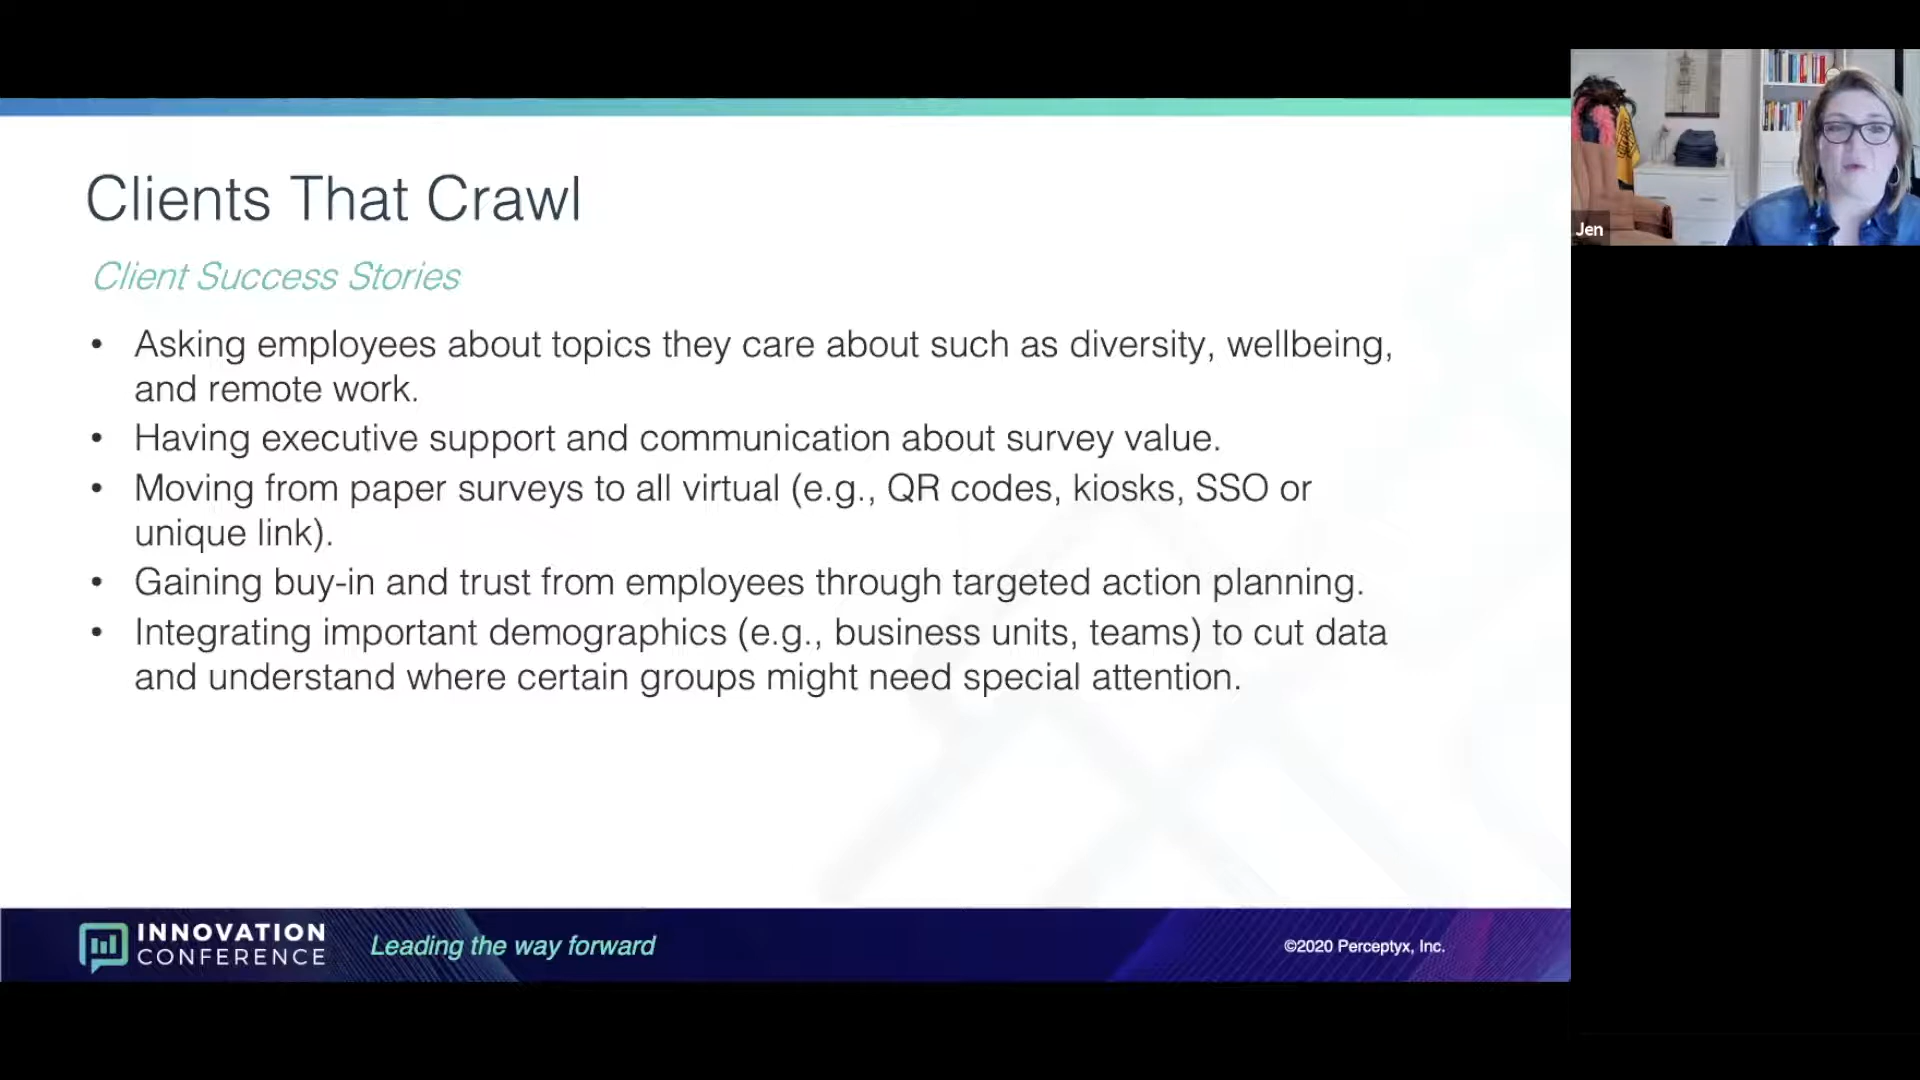 Clients That Crawl
Client Success Stories
• Asking employees about topics they care about such as diversity, wellbeing,
and remote work.
• Having executive support and communication about survey value.
• Moving from paper surveys to all virtual (e.g., QR codes, kiosks, SSO or
unique link).
• Gaining buy-in and trust from employees through targeted action planning.
• Integrating important demographics (e.g., business units, teams) to cut data
and understand where certain groups might need special attention.
INNOVATION
CONFERENCE
Leading the way forward
©2020 Perceptyx, Inc.
Jen